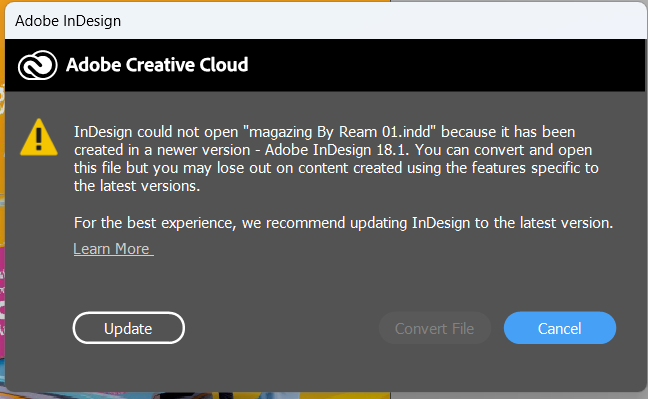 Adobe InDesign
Adobe Creative Cloud
InDesign could not open "magazing By Ream 01.indd" because it has been
created in a newer version - Adobe InDesign 18.1. You can convert and open
this file but you may lose out on content created using the features specific to
the latest versions.
For the best experience, we recommend updating InDesign to the latest version.
Learn More
Update
Convert File
Cancel